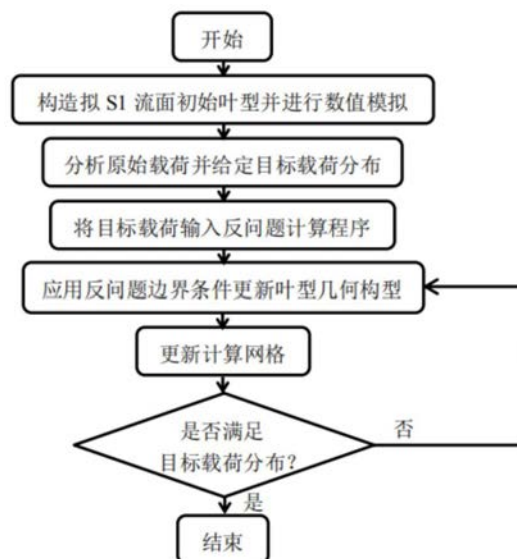 开始
构造拟 S1 流面初始叶型并进行数值模拟
分析原始载荷并给定目标载荷分布
将目标载荷输入反问题计算程序
应用反问题边界条件更新叶型几何构型
更新计算网格
是否满足
目标载荷分布?
否
是
结束